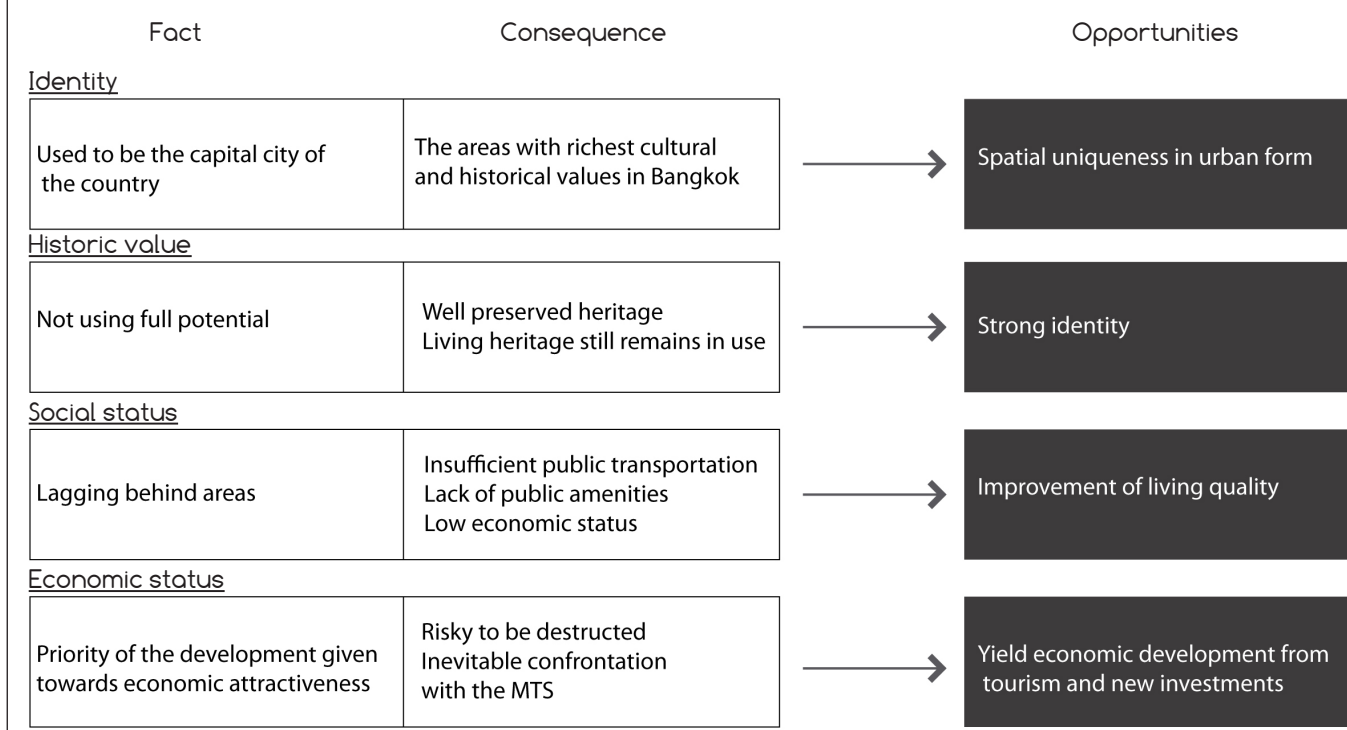 Fact
Consequence
Opportunities
Identity
Used to be the capital city of
the country
The areas with richest cultural
and historical values in Bangkok
Spatial uniqueness in urban form
Historic value
Not using full potential
Well preserved heritage
Living heritage still remains in use
Strong identity
Social status
Lagging behind areas
Insufficient public transportation
Lack of public amenities
Low economic status
Improvement of living quality
Economic status
Priority of the development given
towards economic attractiveness
Risky to be destructed
Inevitable confrontation
with the MTS
Yield economic development from
tourism and new investments